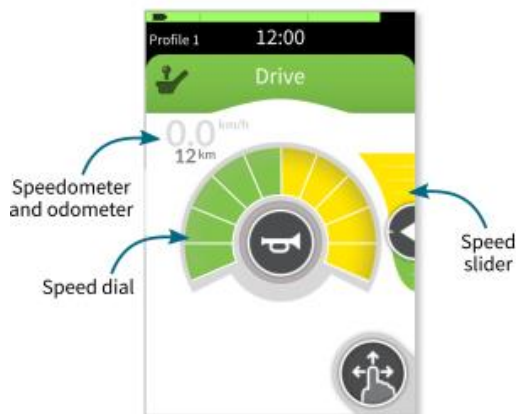 Profile 1 12:00
Drive
0.0 km/h
12 km
Speedometer
and odometer
Speed
slider
Speed dial